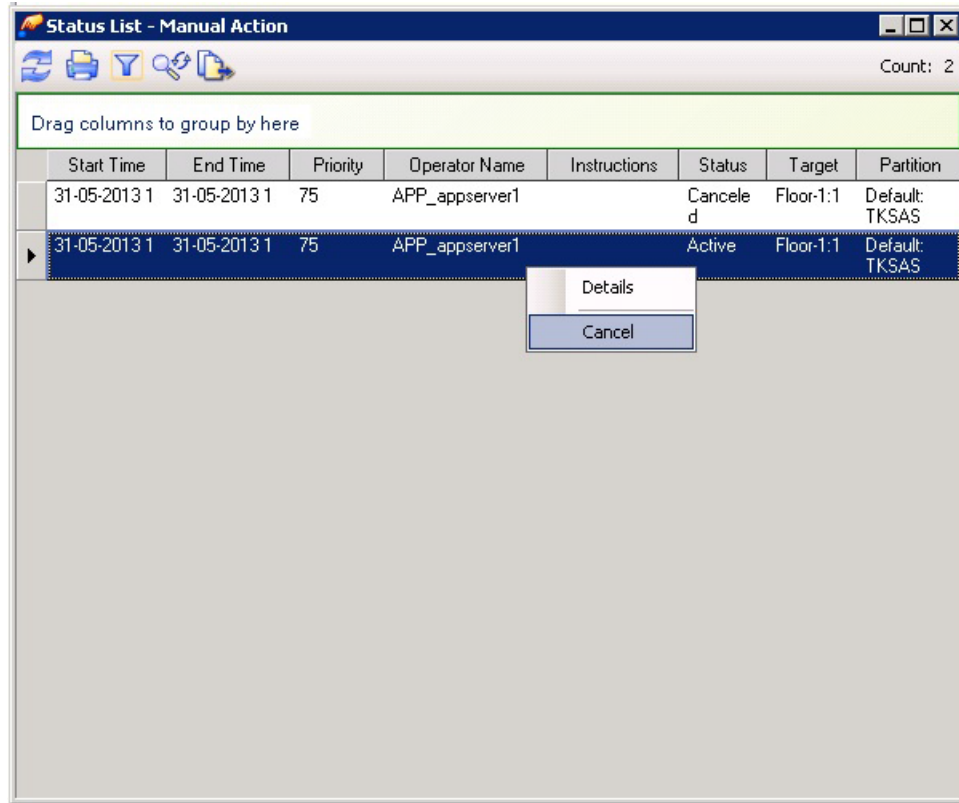 Status List - Manual Action
Count: 2
Drag columns to group by here
Start Time End Time Priority Operator Name Instructions Status Target Partition
31-05-2013 1 31-05-2013 1 75 APP_appserver1 Cancele Floor-1:1 Default:
d TKSAS
31-05-2013 1 31-05-2013 1 75 APP_appserver1 Active Floor-1:1 Default:
TKSAS
Details
Cancel